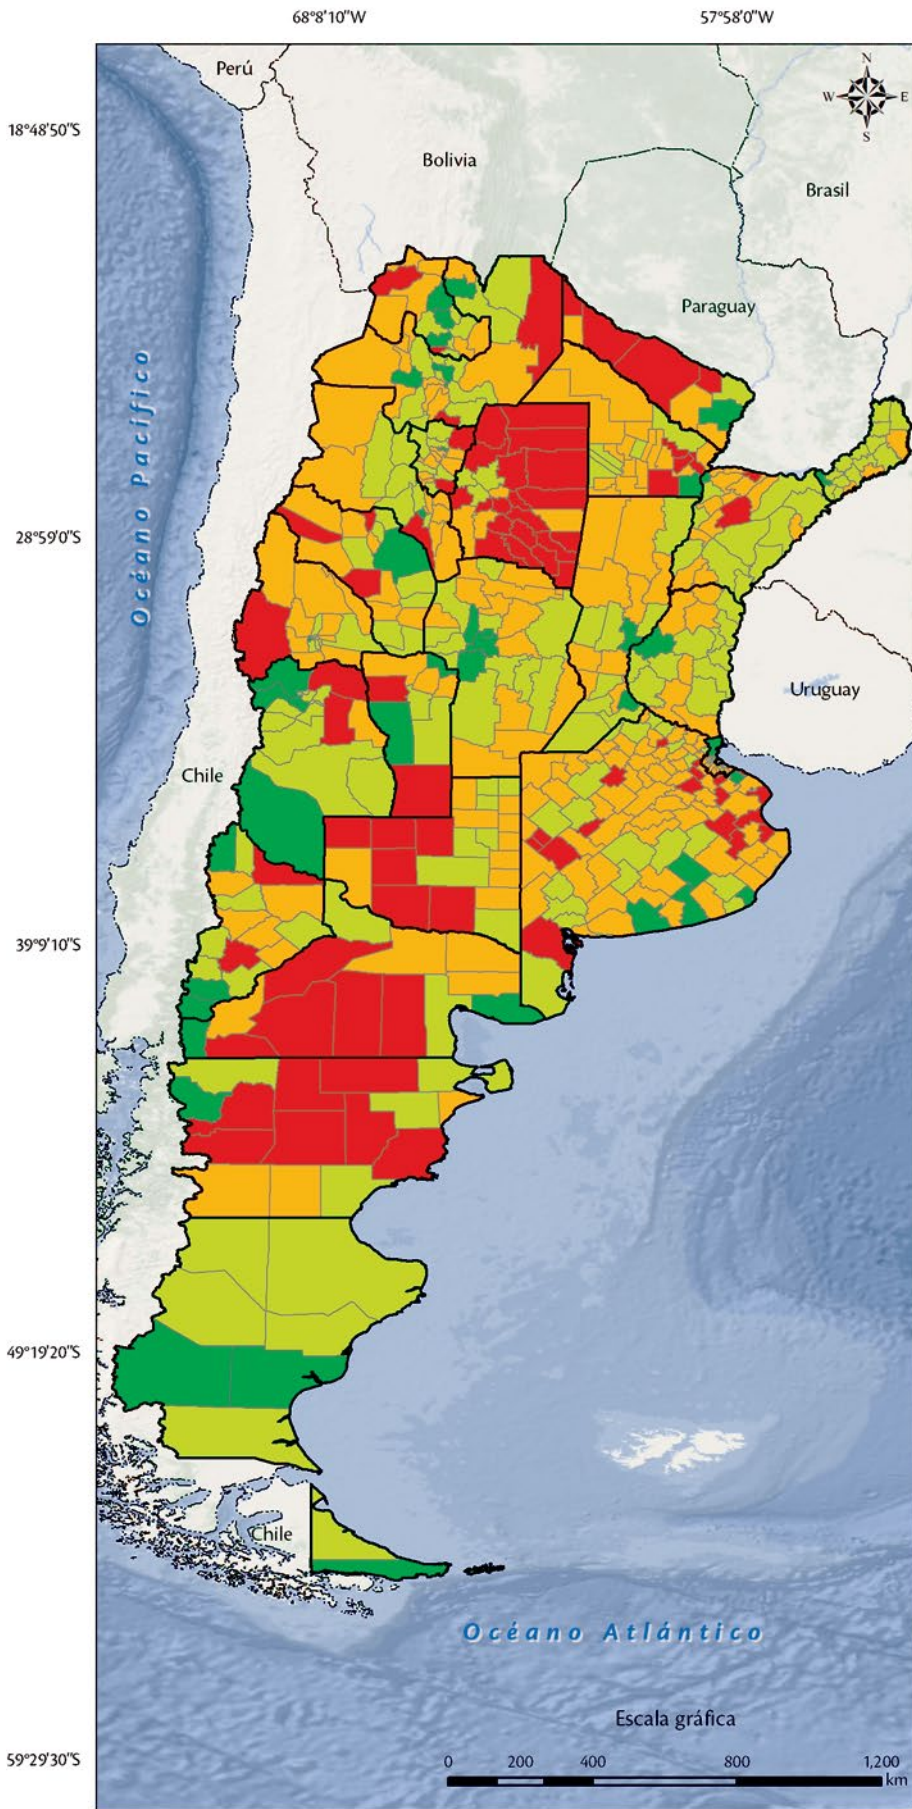 68°8'10"W 57°58'0"W
Perú
N
W E
S
18°48'50"S
Bolivia
Brasil
Paraguay
Océano Pacífico
28°59'0"S
Uruguay
Chile
39°9'10"S
49°19'20"S
Chile
Océano Atlántico
Escala gráfica
59°29'30"S
0 200 400 800 1,200
km